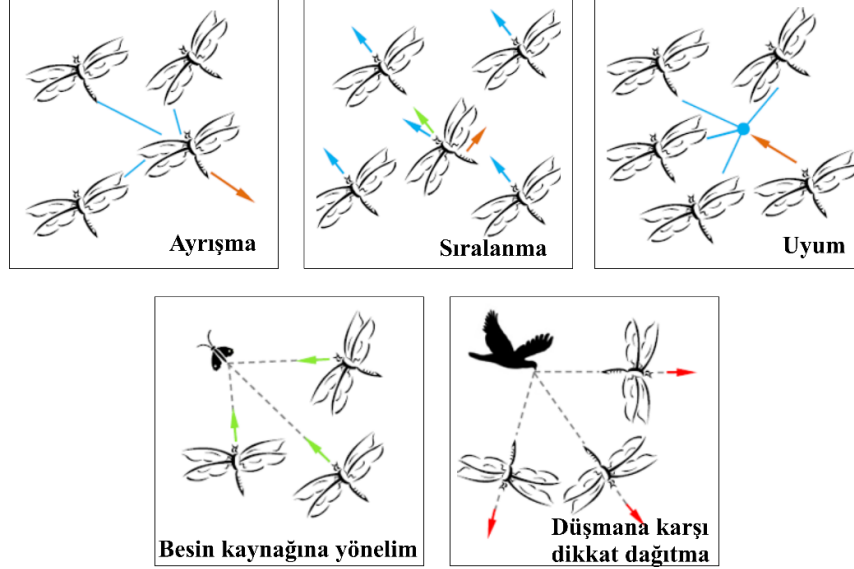 Ayrışma
Sıralanma
Uyum
Besin kaynağına yönelim
Düşmana karşı
dikkat dağıtma